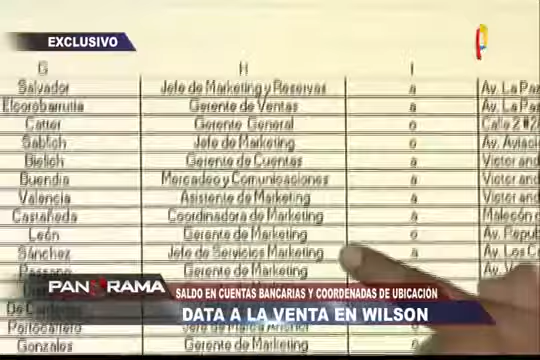 EXCLUSIVO
G H I
Salvador Jefe de Marketing y Reservas a Av. La Paz
Elcorobarrutia Gerente de Ventas a Av. La Pa
Catter Gerente General o Calle 2 #2
Sablich Jefe de Marketing o Av. Aviació
Bielich Gerente de Cuentas a Victor and
Buendia Mercadeo y Comunicaciones a Victor and
Valencia Asistente de Marketing a Victor and
Castañeda Coordinadora de Marketing a Malecón d
León Gerente de Marketing o Av. Repub
Sánchez Jefe de Servicios Marketing a Av. Los C
Gerente de Marketing Av. V
PANORAMA
SALDO EN CUENTAS BANCARIAS Y COORDENADAS DE UBICACIÓN
DATA A LA VENTA EN WILSON
Portocarrero
Gonzales Gerente de Marketing